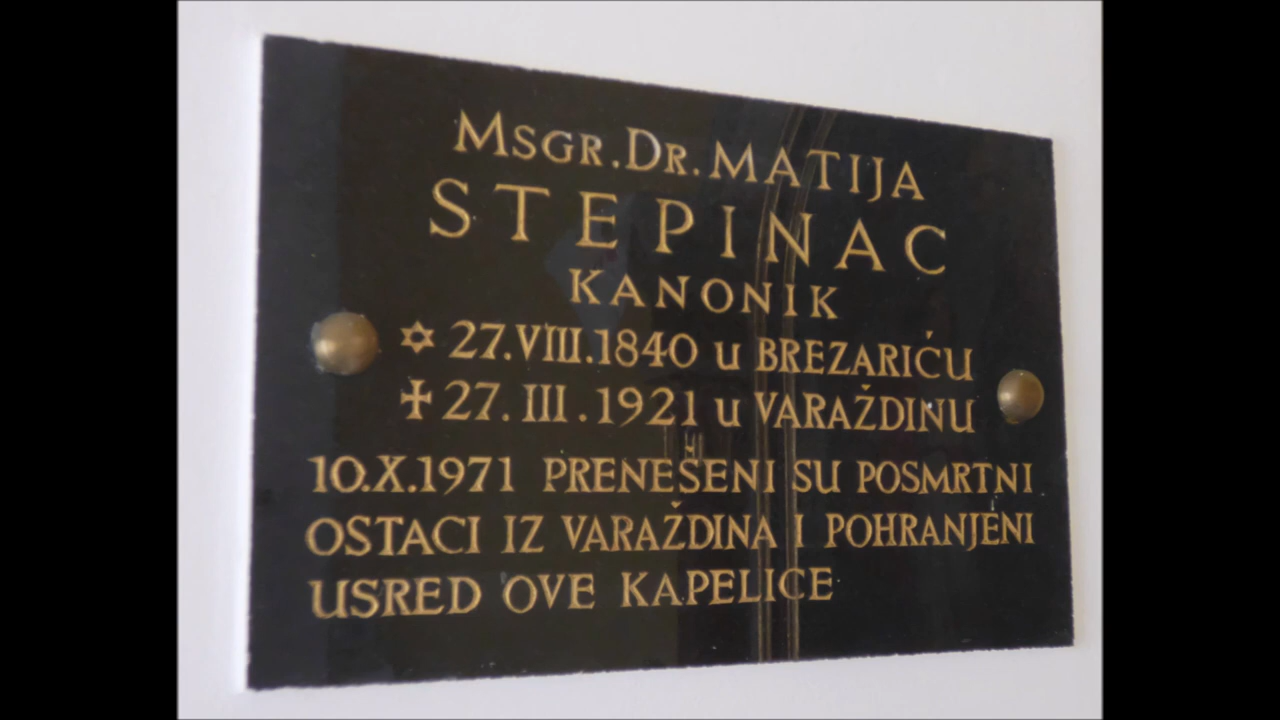 MSGR. DR. MATIJA
STEPINAC
KANONIK
✡ 27.VIII.1840 u BREZARIĆU
✝ 27.III.1921 u VARAŽDINU
10.X.1971 PRENEŠENI SU POSMRTNI
OSTACI IZ VARAŽDINA I POHRANJENI
USRED OVE KAPELICE